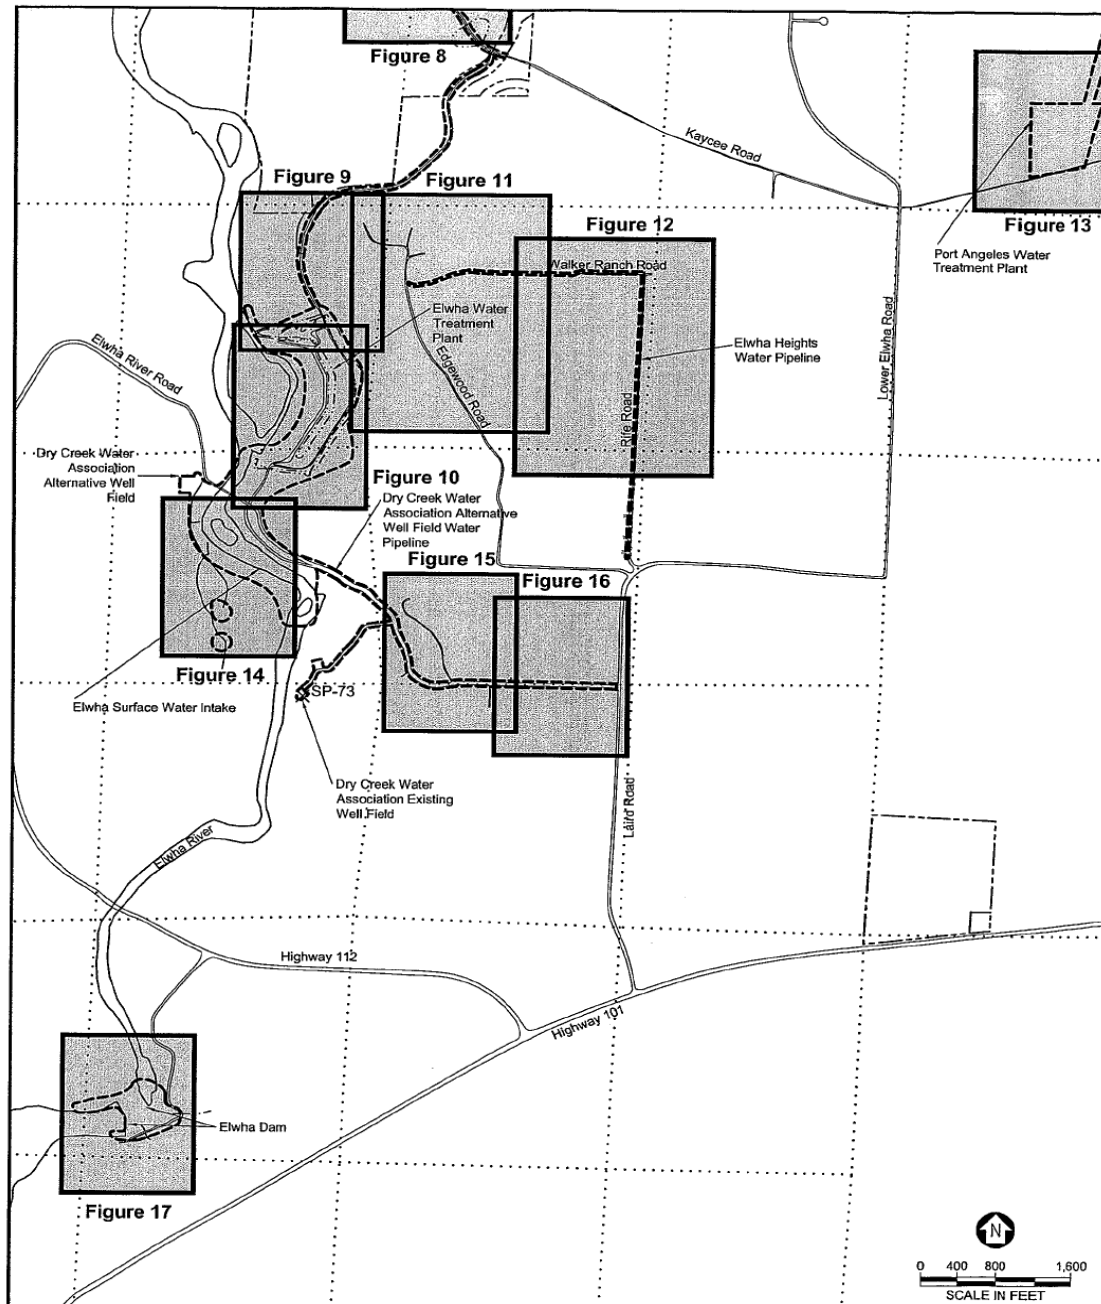 Figure 8
Kaycee Road
Figure 9
Figure 11
Figure 12
Figure 13
Port Angeles Water
Treatment Plant
Walker Ranch Road
Elwha Water
Treatment
Plant
Elwha Heights
Water Pipeline
Lower Elwha Road
Elwha River Road
Edgewood Road
Rife Road
Dry Creek Water
Association
Alternative Well
Field
Figure 10
Dry Creek Water
Association Alternative
Well Field Water
Pipeline
Figure 15
Figure 16
Figure 14
SP-73
Elwha Surface Water Intake
Dry Creek Water
Association Existing
Well Field
Laird Road
Elwha River
Highway 112
Highway 101
Elwha Dam
Figure 17
N
0 400 800 1,600
SCALE IN FEET